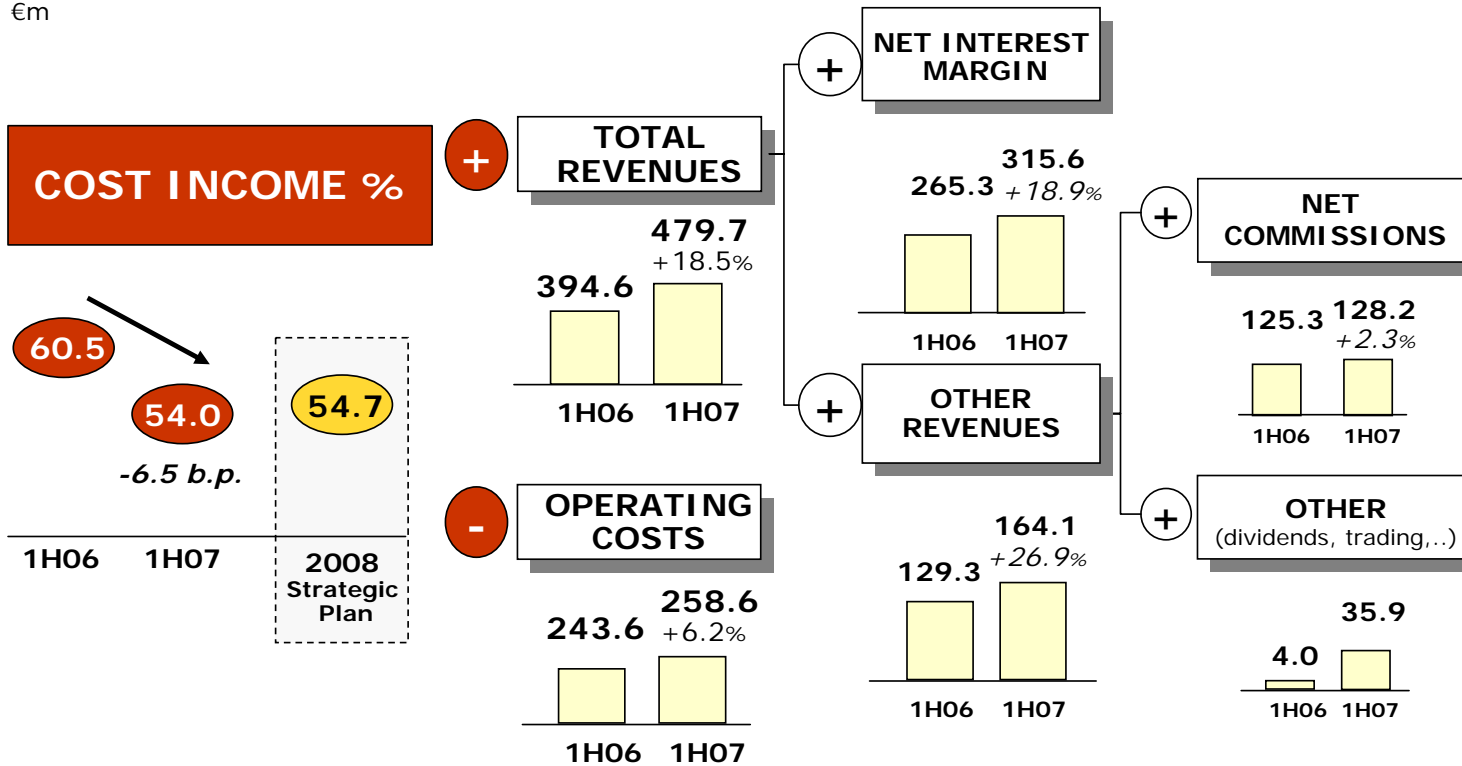 €m
COST INCOME %
60.5
54.0
-6.5 b.p.
54.7
1H06
1H07
2008
Strategic
Plan
+
TOTAL
REVENUES
394.6
479.7
+18.5%
1H06
1H07
-
OPERATING
COSTS
243.6
258.6
+6.2%
1H06
1H07
+
NET INTEREST
MARGIN
265.3
315.6
+18.9%
1H06
1H07
+
OTHER
REVENUES
129.3
164.1
+26.9%
1H06
1H07
+
NET
COMMISSIONS
125.3
128.2
+2.3%
1H06
1H07
+
OTHER
(dividends, trading,..)
4.0
35.9
1H06
1H07